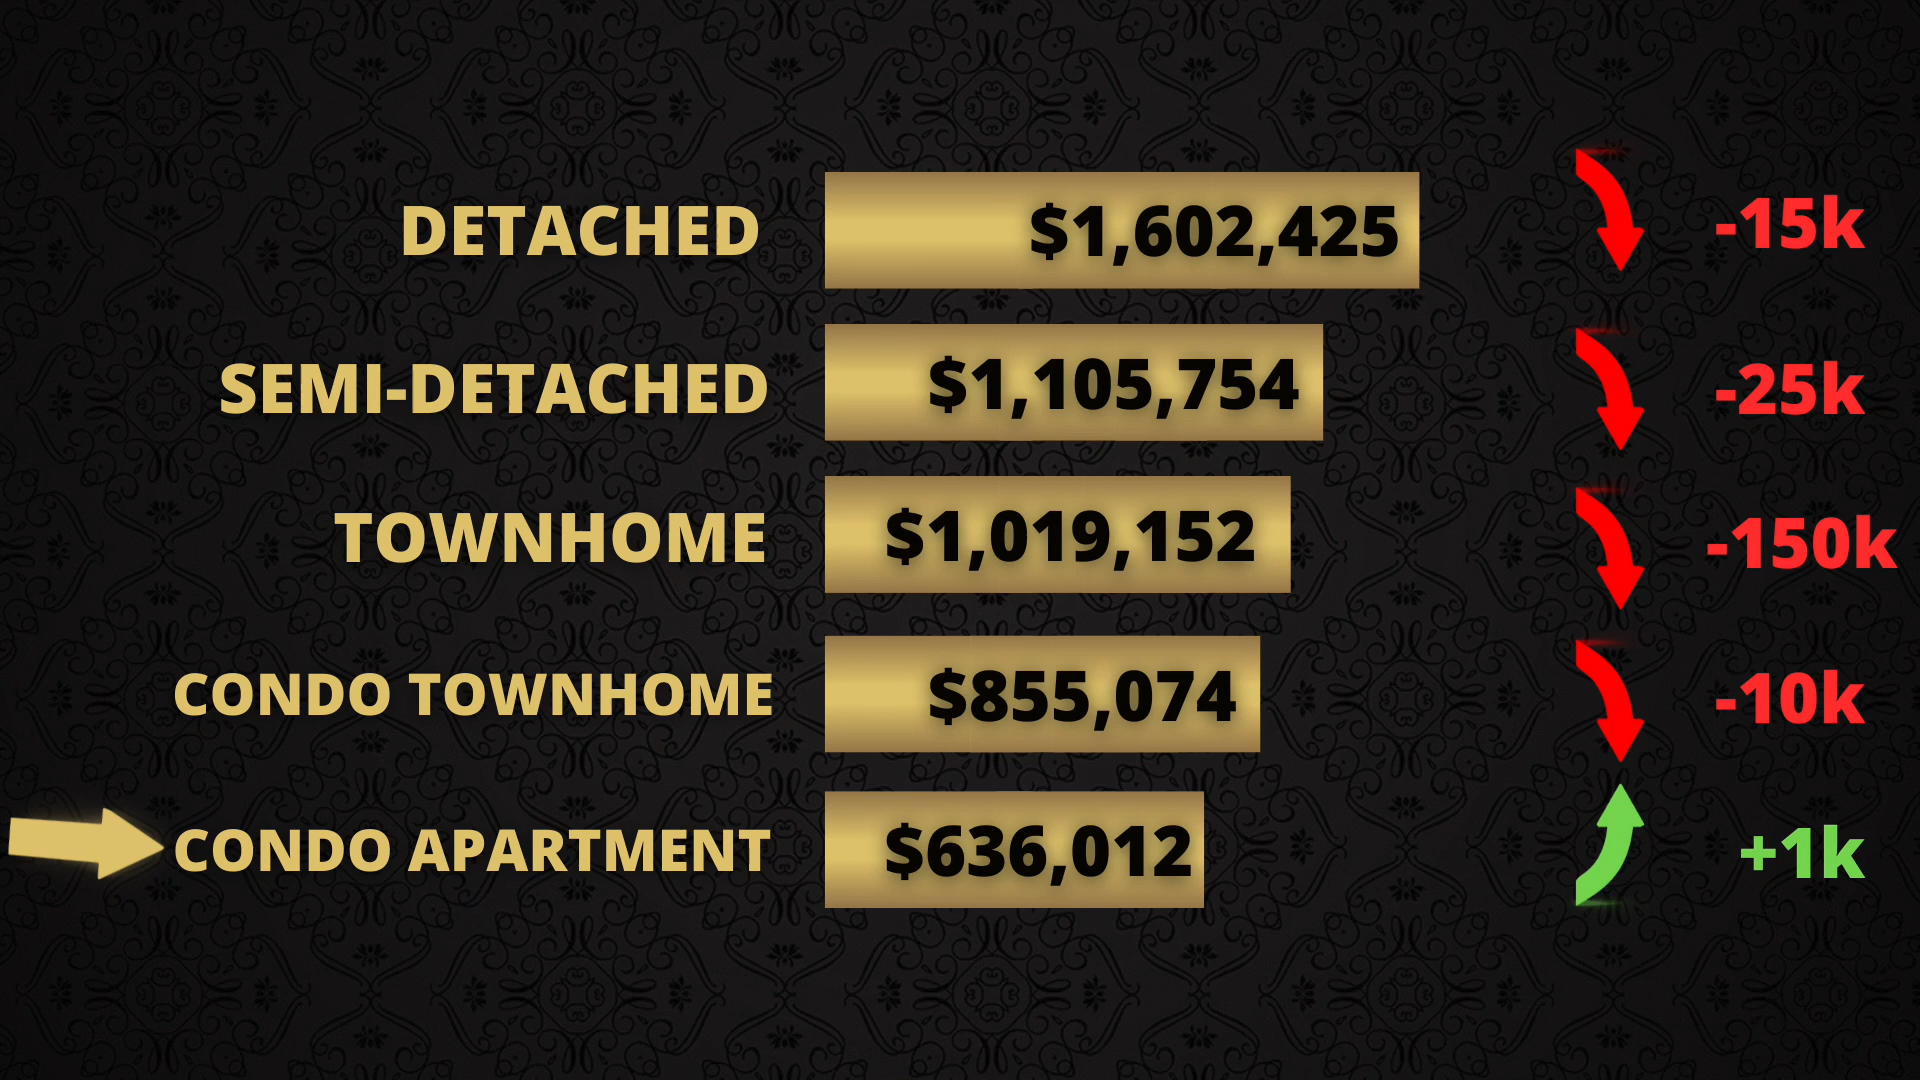 DETACHED $1,602,425 -15k
SEMI-DETACHED $1,105,754 -25k
TOWNHOME $1,019,152 -150k
CONDO TOWNHOME $855,074 -10k
CONDO APARTMENT $636,012 +1k